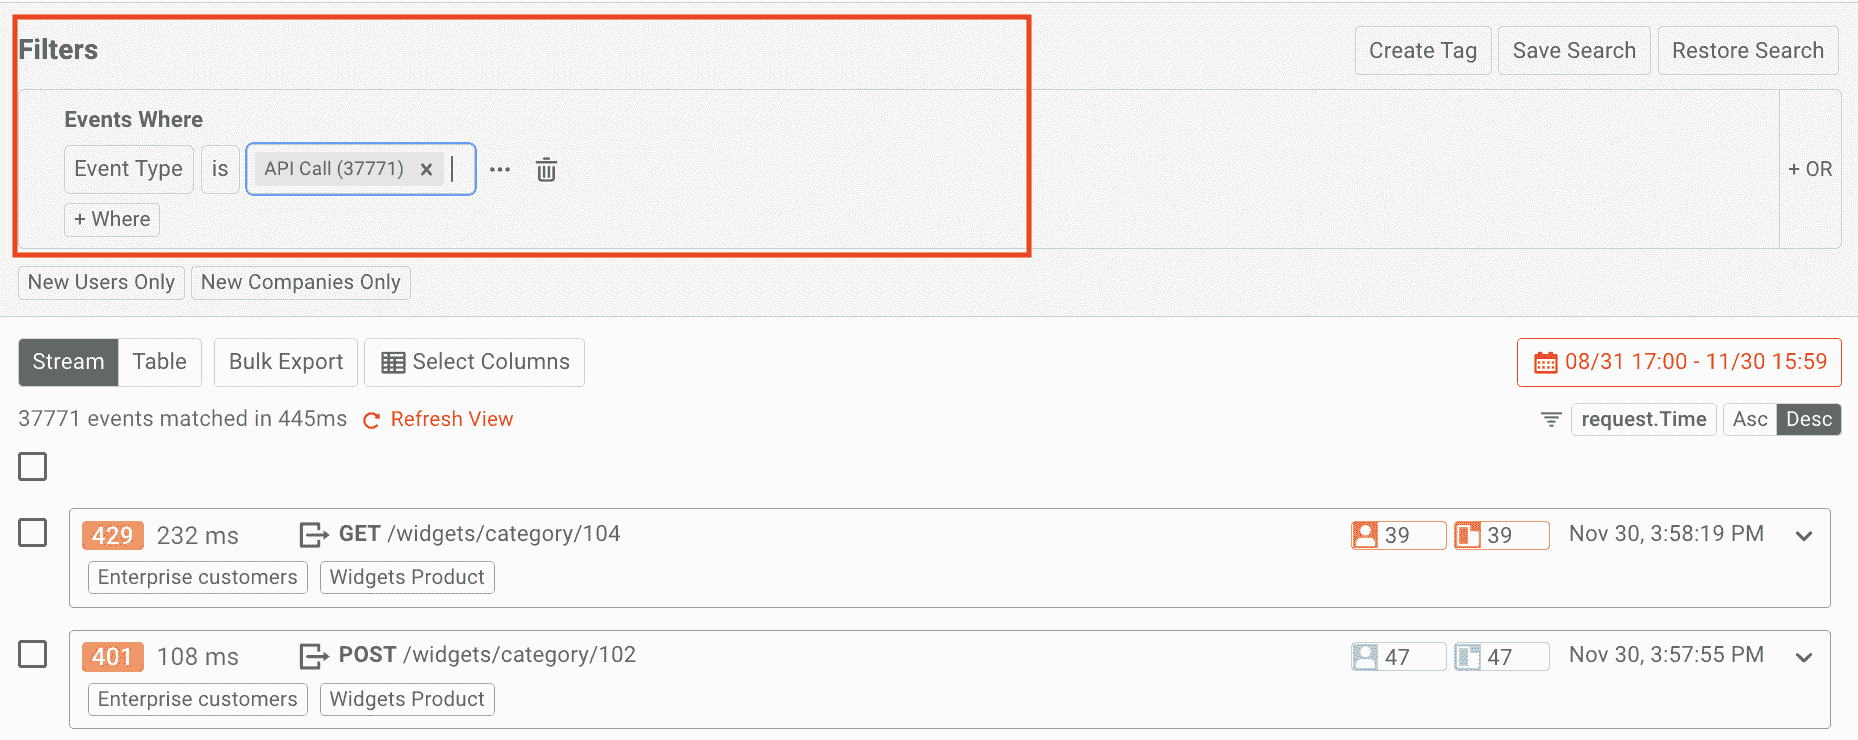 Filters
Create Tag Save Search Restore Search
Events Where
Event Type is API Call (37771) x ... + OR
+ Where
New Users Only New Companies Only
Stream Table Bulk Export Select Columns 08/31 17:00 - 11/30 15:59
37771 events matched in 445ms Refresh View request.Time Asc Desc
429 232 ms GET /widgets/category/104 39 39 Nov 30, 3:58:19 PM
Enterprise customers Widgets Product
401 108 ms POST /widgets/category/102 47 47 Nov 30, 3:57:55 PM
Enterprise customers Widgets Product